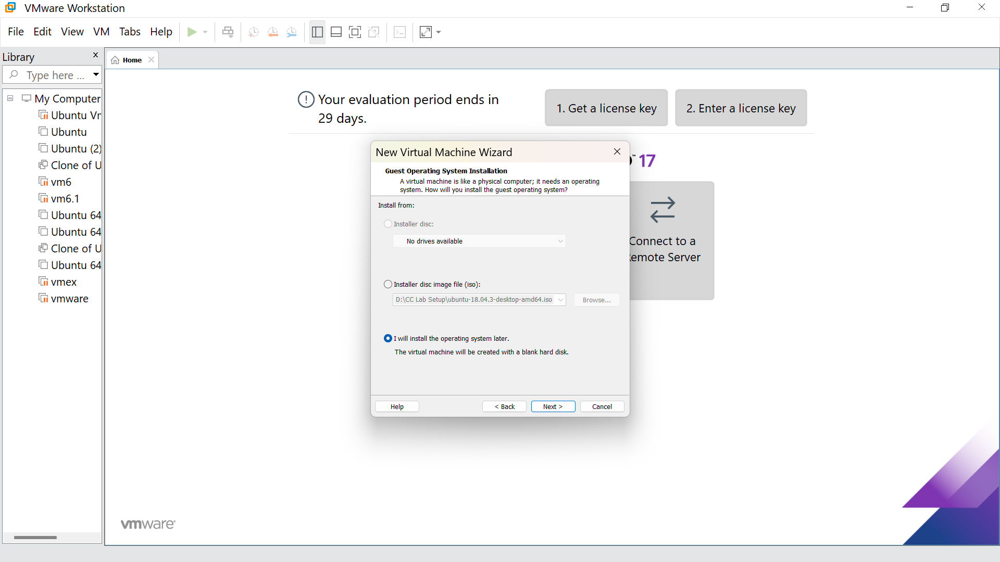 VMware Workstation
File Edit View VM Tabs Help
Library
Type here ...
Home
My Computer
Ubuntu Vr
Ubuntu
Ubuntu (2)
Clone of U
vm6
vm6.1
Ubuntu 64
Ubuntu 64
Clone of U
Ubuntu 64
vmex
vmware
Your evaluation period ends in
29 days.
1. Get a license key
2. Enter a license key
™ 17
Connect to a
Remote Server
New Virtual Machine Wizard
Guest Operating System Installation
A virtual machine is like a physical computer; it needs an operating
system. How will you install the guest operating system?
Install from:
Installer disc:
No drives available
Installer disc image file (iso):
D:\CC Lab Setup\ubuntu-18.04.3-desktop-amd64.iso
Browse...
I will install the operating system later.
The virtual machine will be created with a blank hard disk.
Help
< Back
Next >
Cancel
vmware®